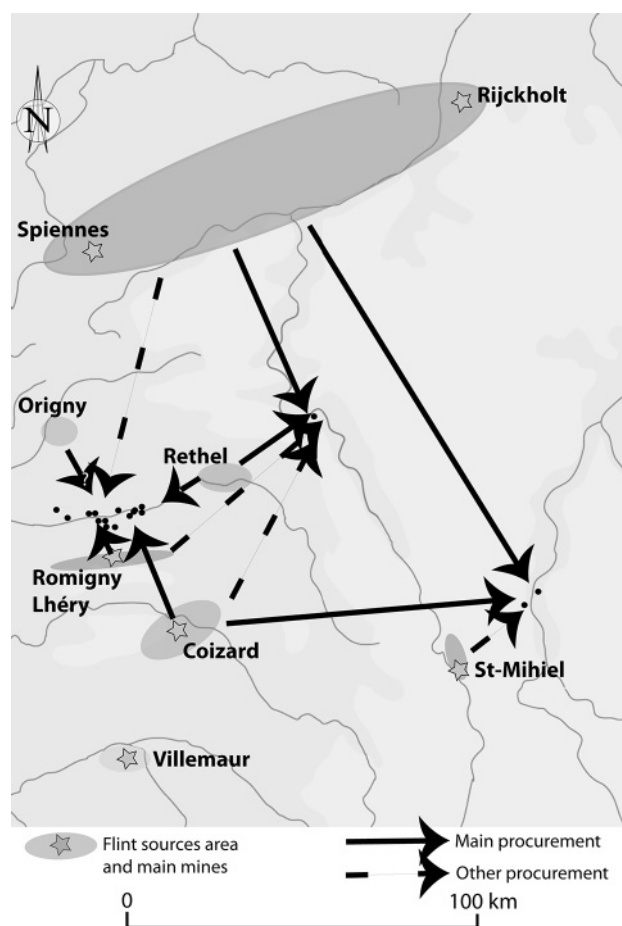 N
Rijckholt
Spiennes
Origny
Rethel
?
Romigny
Lhéry
Coizard
St-Mihiel
Villemaur
Flint sources area
and main mines
Main procurement
Other procurement
0
100 km